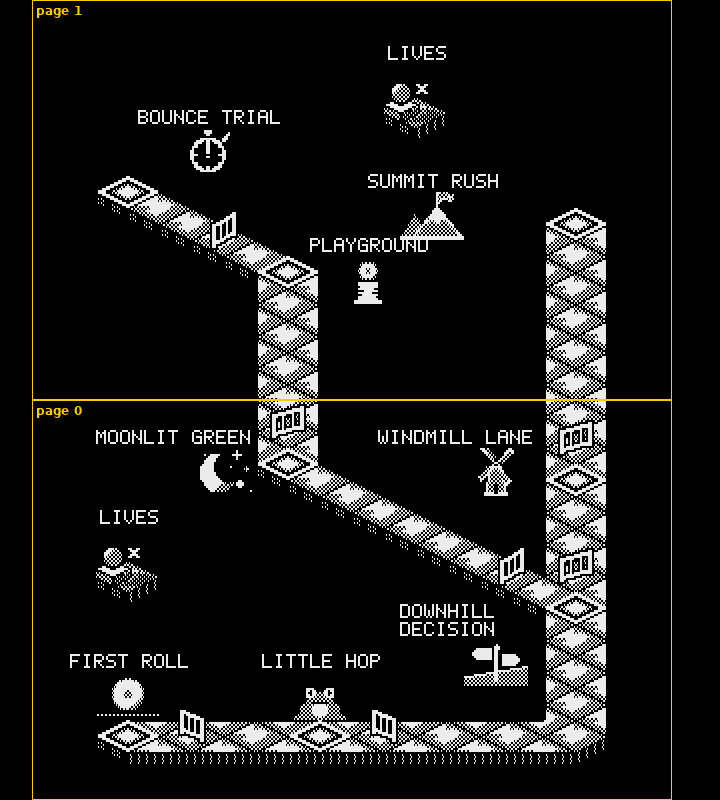 page 1
LIVES
BOUNCE TRIAL
SUMMIT RUSH
PLAYGROUND
page 0
MOONLIT GREEN
WINDMILL LANE
LIVES
DOWNHILL
DECISION
FIRST ROLL
LITTLE HOP